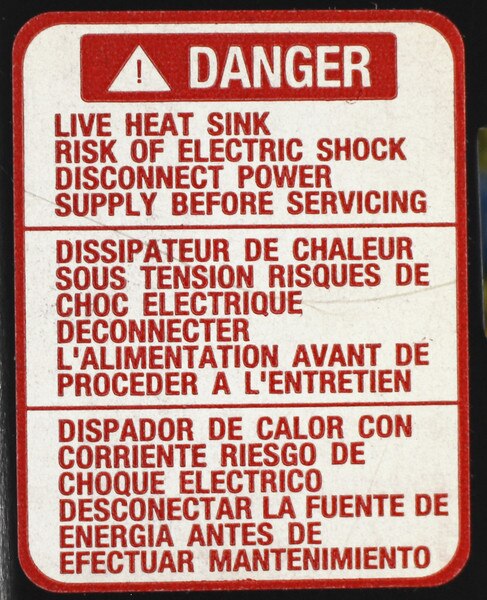 DANGER
LIVE HEAT SINK
RISK OF ELECTRIC SHOCK
DISCONNECT POWER
SUPPLY BEFORE SERVICING
DISSIPATEUR DE CHALEUR
SOUS TENSION RISQUES DE
CHOC ELECTRIQUE
DECONNECTER
L'ALIMENTATION AVANT DE
PROCEDER A L'ENTRETIEN
DISPADOR DE CALOR CON
CORRIENTE RIESGO DE
CHOQUE ELECTRICO
DESCONECTAR LA FUENTE DE
ENERGIA ANTES DE
EFECTUAR MANTENIMIENTO